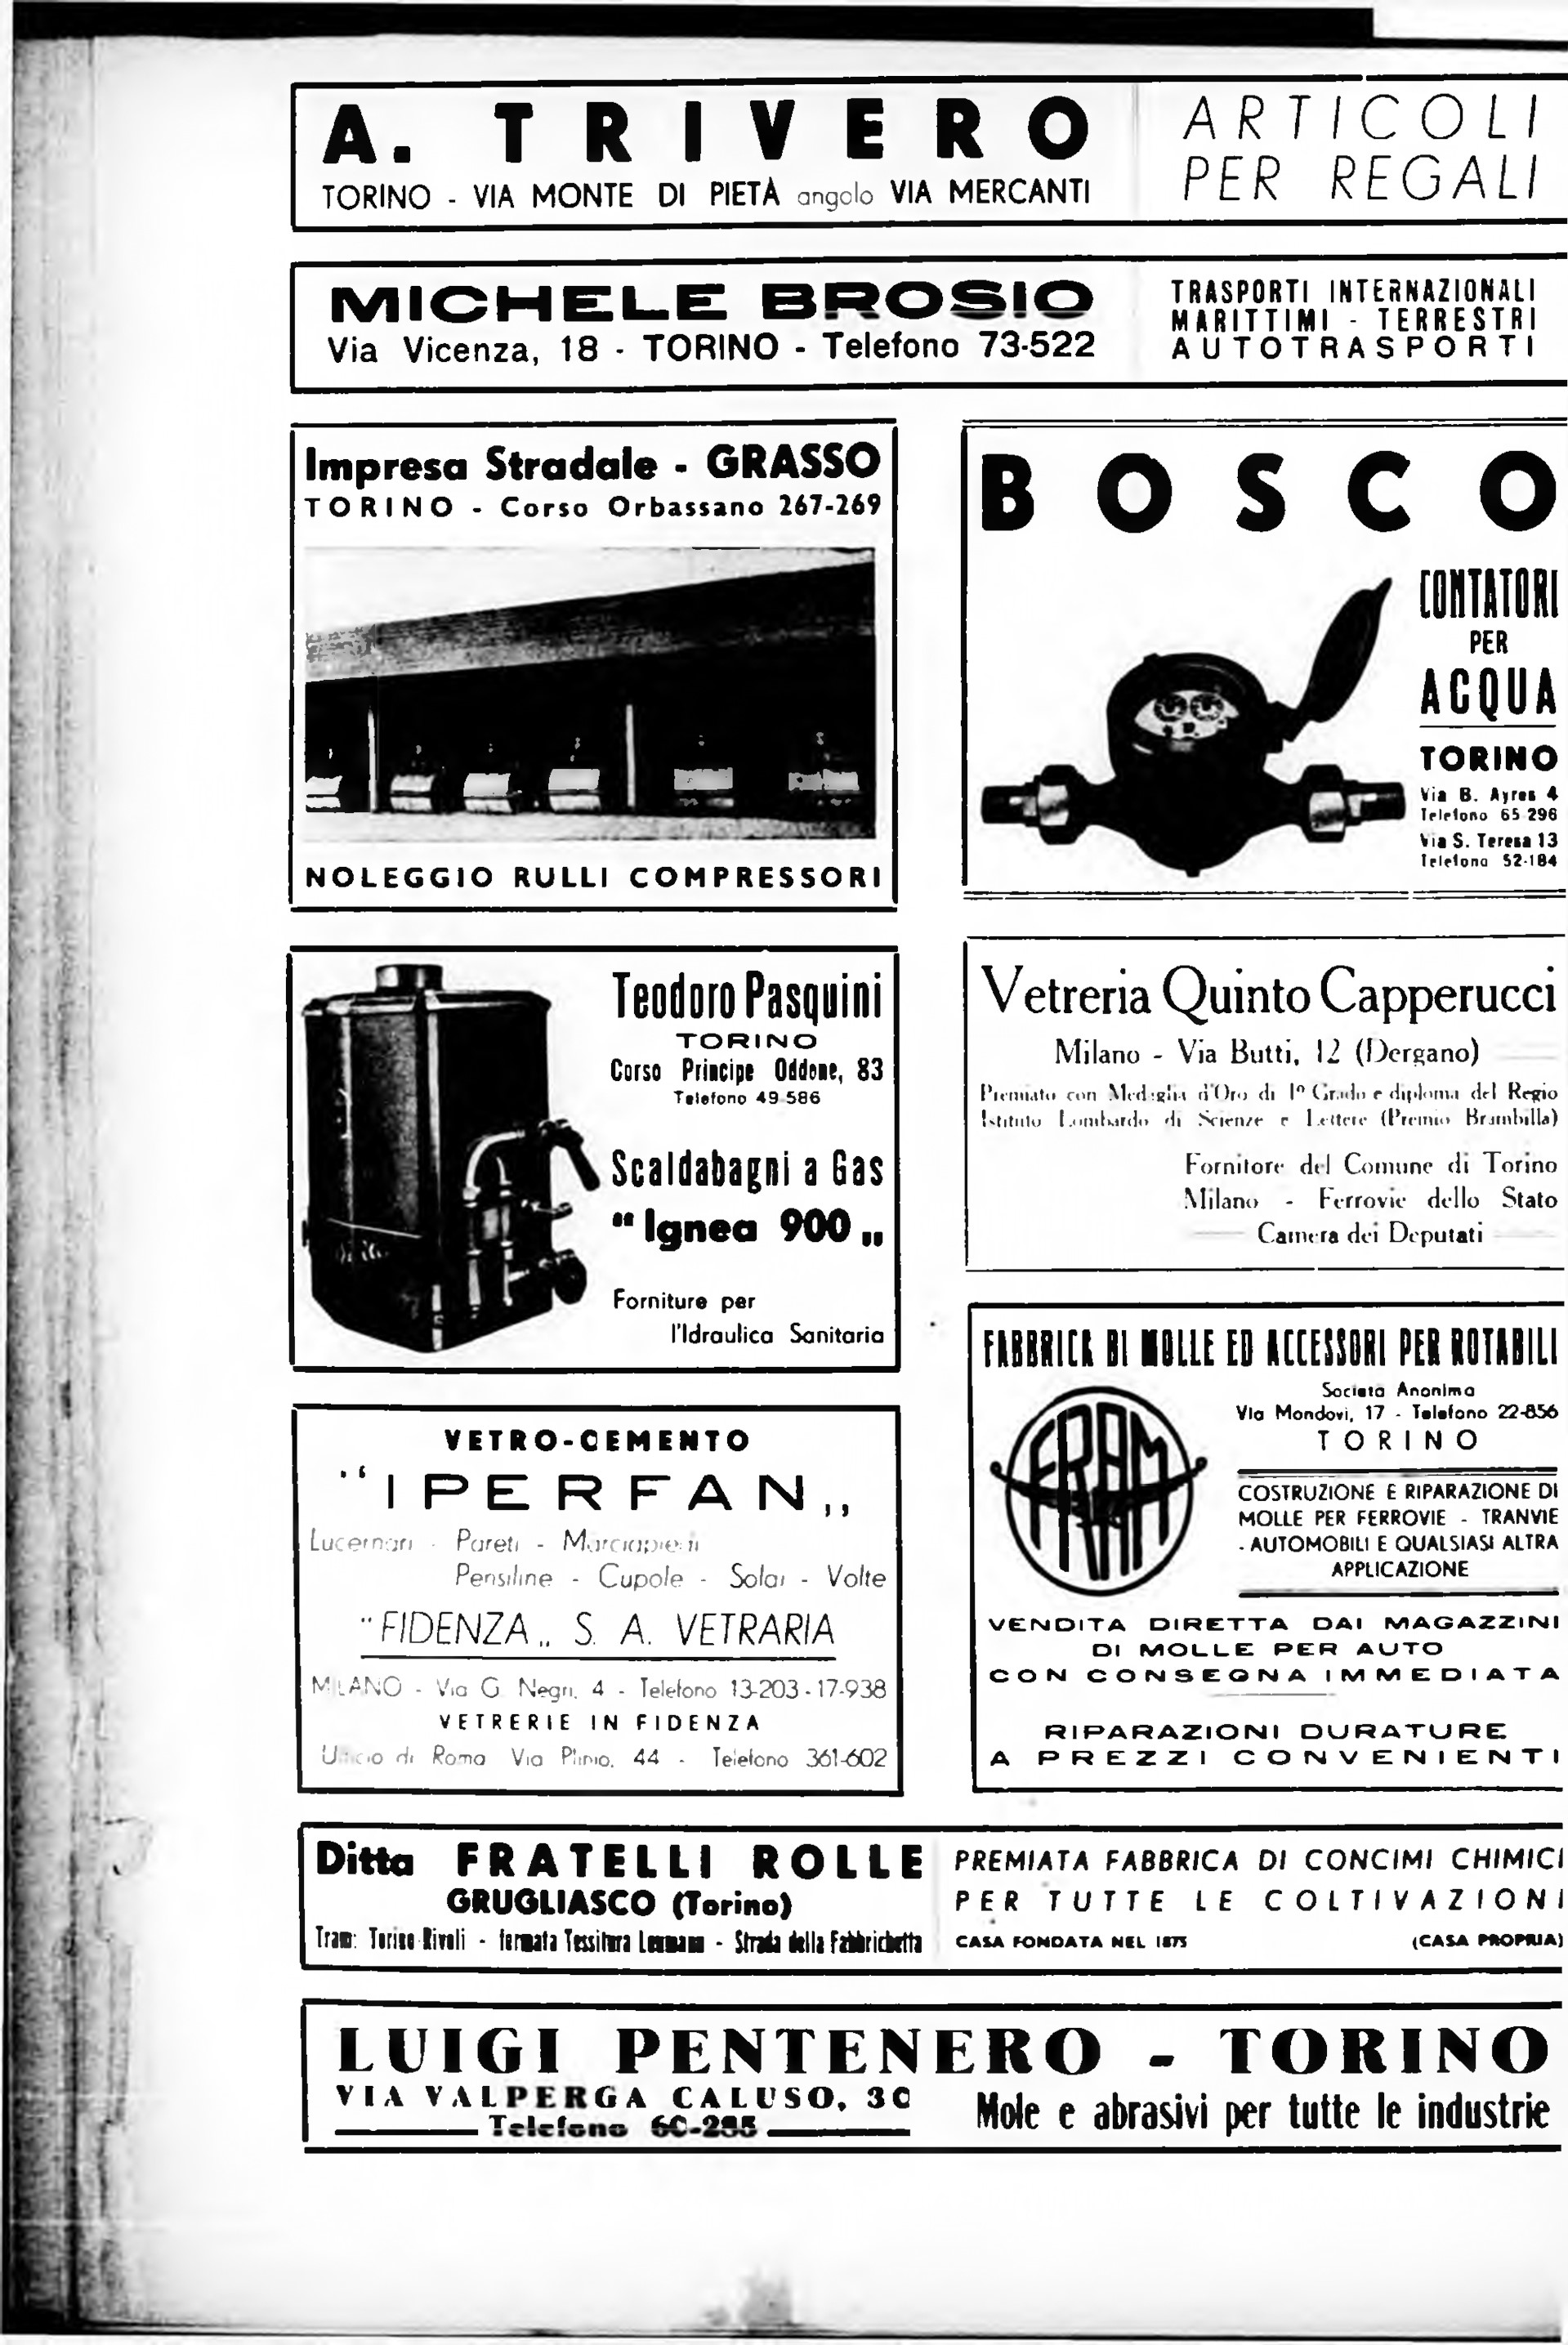 A. TRIVERO
TORINO - VIA MONTE DI PIETÀ angolo VIA MERCANTI
ARTICOLI
PER REGALI
MICHELE BROSIO
Via Vicenza, 18 - TORINO - Telefono 73-522
TRASPORTI INTERNAZIONALI
MARITTIMI - TERRESTRI
AUTOTRASPORTI
Impresa Stradale - GRASSO
TORINO - Corso Orbassano 267-269
NOLEGGIO RULLI COMPRESSORI
BOSCO
CONTATORI
PER
ACQUA
TORINO
Via B. Ayres 4
Telefono 65 296
Via S. Teresa 13
Telefono 52-184
Teodoro Pasquini
TORINO
Corso Principe Oddone, 83
Telefono 49-586
Scaldabagni a Gas
" Ignea 900 „
Forniture per
l'Idraulica Sanitaria
Vetreria Quinto Capperucci
Milano - Via Butti, 12 (Dergano)
Premiato con Medaglia d'Oro di 1º Grado e diploma del Regio
Istituto Lombardo di Scienze e Lettere (Premio Brambilla)
Fornitore del Comune di Torino
Milano - Ferrovie dello Stato
Camera dei Deputati
VETRO-CEMENTO
"IPERFAN„
Lucernari - Pareti - Marciapiedi
Pensiline - Cupole - Solai - Volte
"FIDENZA„ S. A. VETRARIA
MILANO - Via G. Negri, 4 - Telefono 13-203 - 17-938
VETRERIE IN FIDENZA
Ufficio di Roma Via Plinio, 44 - Telefono 361-602
FABBRICA DI MOLLE ED ACCESSORI PER ROTABILI
FRAM
Societa Anonima
Via Mondovi, 17 - Telefono 22-856
TORINO
COSTRUZIONE E RIPARAZIONE DI
MOLLE PER FERROVIE - TRANVIE
- AUTOMOBILI E QUALSIASI ALTRA
APPLICAZIONE
VENDITA DIRETTA DAI MAGAZZINI
DI MOLLE PER AUTO
CON CONSEGNA IMMEDIATA
RIPARAZIONI DURATURE
A PREZZI CONVENIENTI
Ditta FRATELLI ROLLE
GRUGLIASCO (Torino)
Tram: Torino-Rivoli - fermata Tessitura Leumann - Strada della Fabbrichetta
PREMIATA FABBRICA DI CONCIMI CHIMICI
PER TUTTE LE COLTIVAZIONI
CASA FONDATA NEL 1875 (CASA PROPRIA)
LUIGI PENTENERO - TORINO
VIA VALPERGA CALUSO, 30
Telefono 60-255
Mole e abrasivi per tutte le industrie